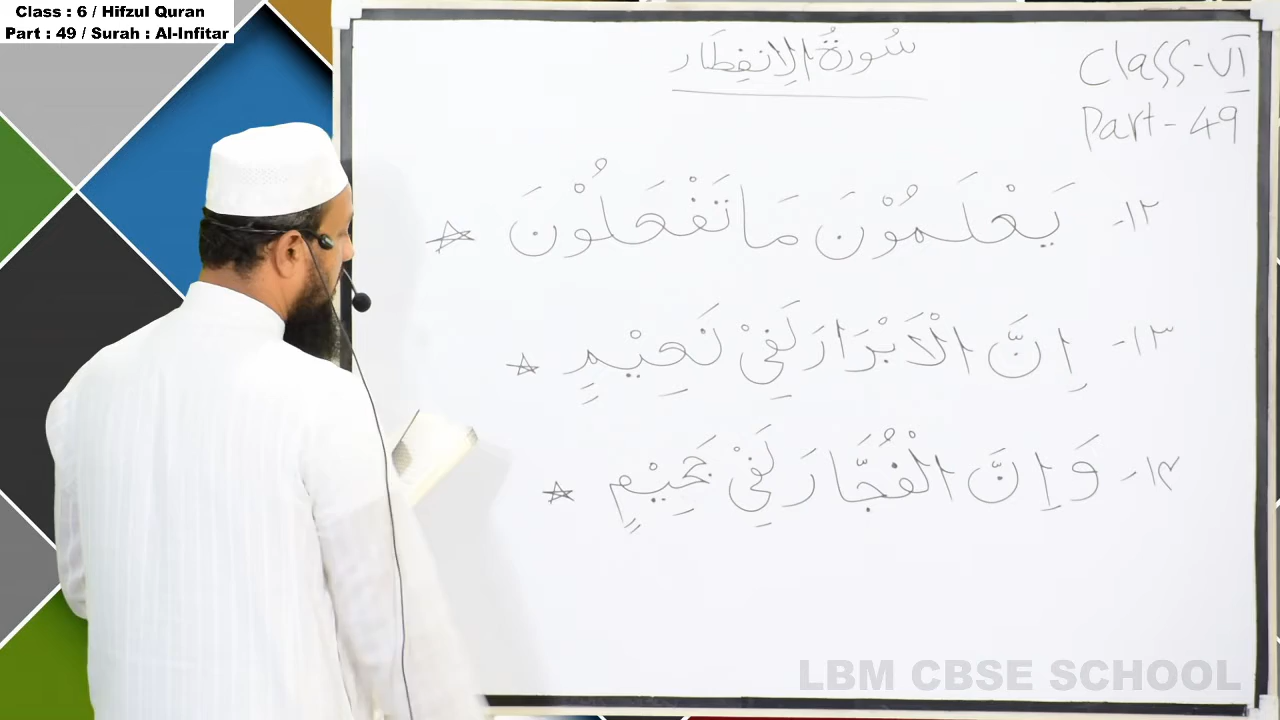 Class : 6 / Hifzul Quran
Part : 49 / Surah : Al-Infitar
سُورَةُ الِانفِطَار
Class-VI
Part-49
١٢- يَعْلَمُوْنَ مَا تَفْعَلُوْنَ
١٣- اِنَّ الْاَبْرَارَ لَفِيْ نَعِيْمٍ
١٤- وَاِنَّ الْفُجَّارَ لَفِيْ جَحِيْمٍ
LBM CBSE SCHOOL